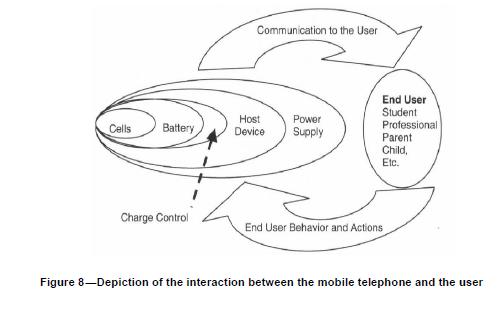 Communication to the User
Cells
Battery
Host
Device
Power
Supply
End User
Student
Professional
Parent
Child,
Etc.
Charge Control
End User Behavior and Actions
Figure 8—Depiction of the interaction between the mobile telephone and the user